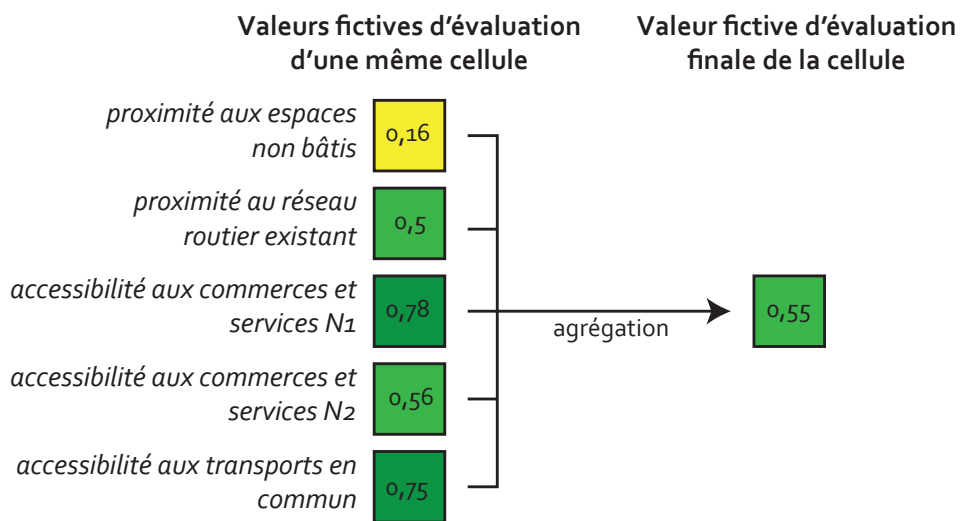 Valeurs fictives d’évaluation
d’une même cellule
Valeur fictive d’évaluation
finale de la cellule
proximité aux espaces
non bâtis
0,16
proximité au réseau
routier existant
0,5
accessibilité aux commerces et
services N1
0,78
agrégation
0,55
accessibilité aux commerces et
services N2
0,56
accessibilité aux transports en
commun
0,75